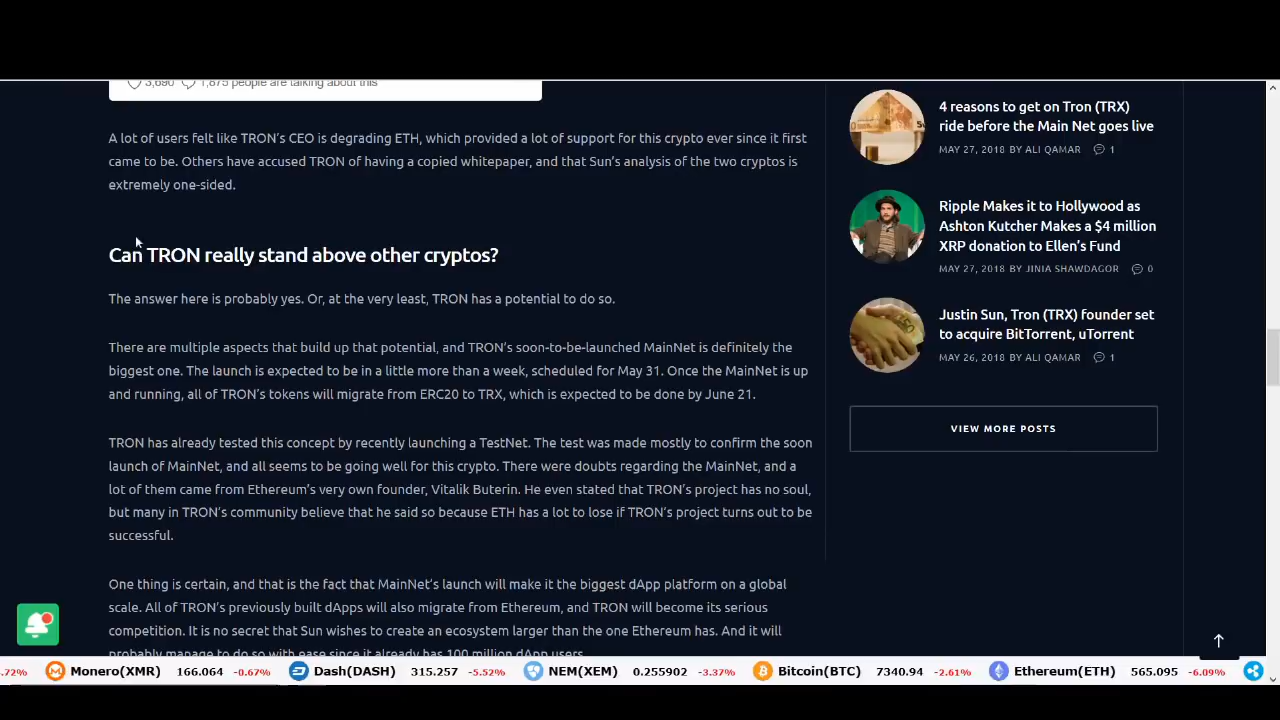 3,690 1,875 people are talking about this
A lot of users felt like TRON's CEO is degrading ETH, which provided a lot of support for this crypto ever since it first
came to be. Others have accused TRON of having a copied whitepaper, and that Sun's analysis of the two cryptos is
extremely one-sided.
Can TRON really stand above other cryptos?
The answer here is probably yes. Or, at the very least, TRON has a potential to do so.
There are multiple aspects that build up that potential, and TRON's soon-to-be-launched MainNet is definitely the
biggest one. The launch is expected to be in a little more than a week, scheduled for May 31. Once the MainNet is up
and running, all of TRON's tokens will migrate from ERC20 to TRX, which is expected to be done by June 21.
TRON has already tested this concept by recently launching a TestNet. The test was made mostly to confirm the soon
launch of MainNet, and all seems to be going well for this crypto. There were doubts regarding the MainNet, and a
lot of them came from Ethereum's very own founder, Vitalik Buterin. He even stated that TRON's project has no soul,
but many in TRON's community believe that he said so because ETH has a lot to lose if TRON's project turns out to be
successful.
One thing is certain, and that is the fact that MainNet's launch will make it the biggest dApp platform on a global
scale. All of TRON's previously built dApps will also migrate from Ethereum, and TRON will become its serious
competition. It is no secret that Sun wishes to create an ecosystem larger than the one Ethereum has. And it will
probably manage to do so with ease since it already has 100 million dApp users.
4 reasons to get on Tron (TRX)
ride before the Main Net goes live
MAY 27, 2018 BY ALI QAMAR 1
Ripple Makes it to Hollywood as
Ashton Kutcher Makes a $4 million
XRP donation to Ellen's Fund
MAY 27, 2018 BY JINIA SHAWDAGOR 0
Justin Sun, Tron (TRX) founder set
to acquire BitTorrent, uTorrent
MAY 26, 2018 BY ALI QAMAR 1
VIEW MORE POSTS
.72% Monero(XMR) 166.064 -0.67% Dash(DASH) 315.257 -5.52% NEM(XEM) 0.255902 -3.37% Bitcoin(BTC) 7340.94 -2.61% Ethereum(ETH) 565.095 -6.09%